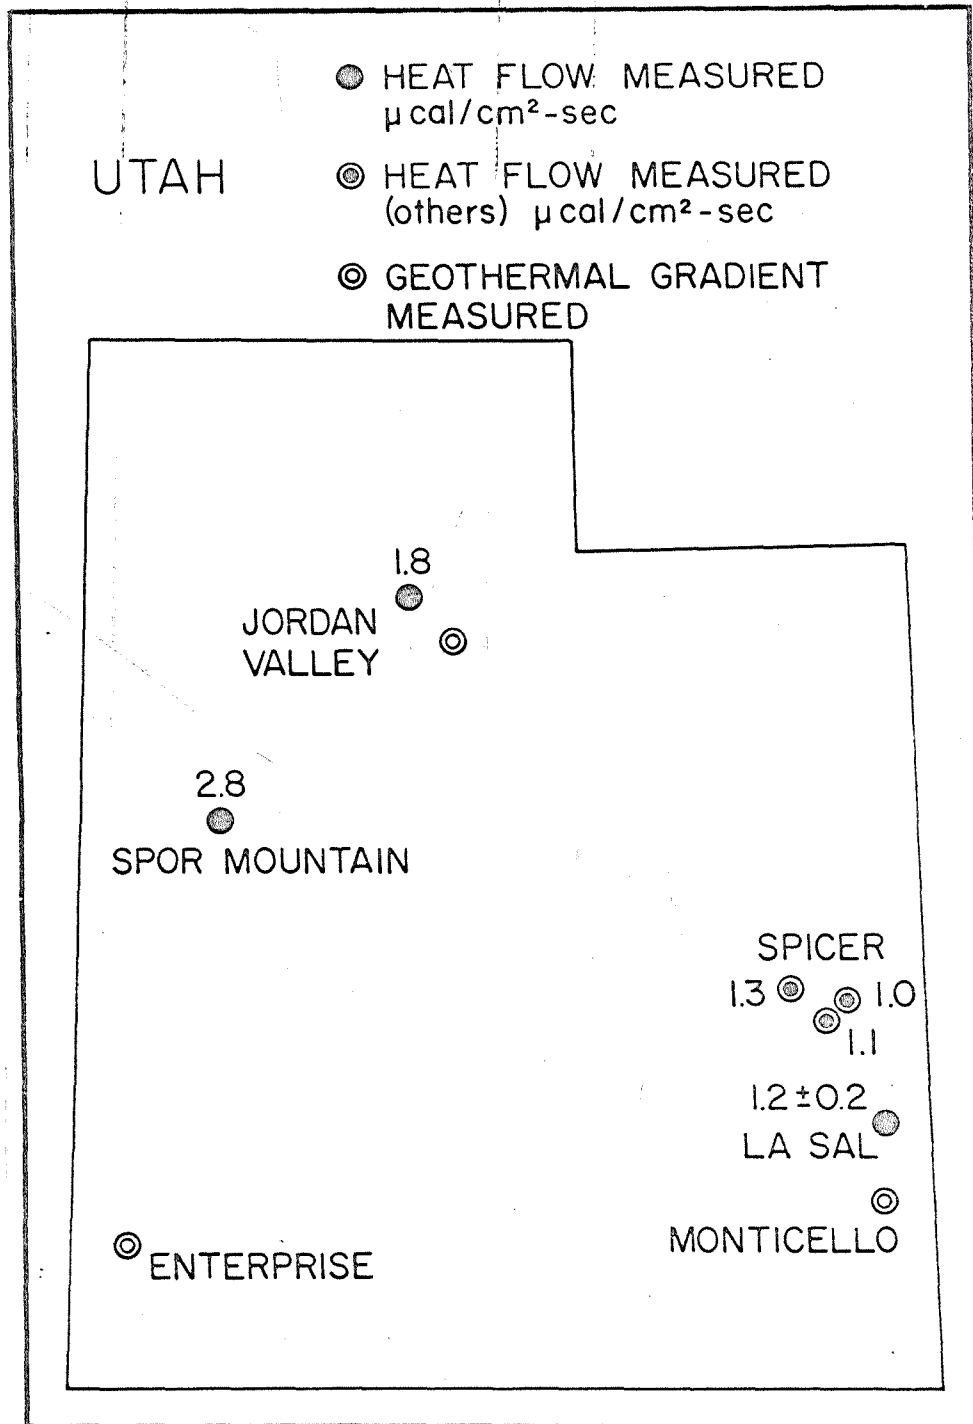 HEAT FLOW MEASURED
μcal/cm²-sec
UTAH
HEAT FLOW MEASURED
(others) μcal/cm²-sec
GEOTHERMAL GRADIENT
MEASURED
1.8
JORDAN
VALLEY
2.8
SPOR MOUNTAIN
SPICER
1.3
1.0
1.1
1.2±0.2
LA SAL
MONTICELLO
ENTERPRISE